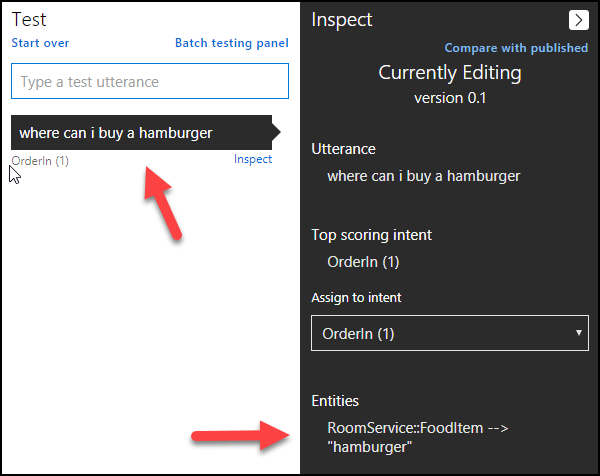 Test
Start over
Batch testing panel
Type a test utterance
where can i buy a hamburger
OrderIn (1)
Inspect
Inspect
Compare with published
Currently Editing
version 0.1
Utterance
where can i buy a hamburger
Top scoring intent
OrderIn (1)
Assign to intent
OrderIn (1)
Entities
RoomService::FoodItem -->
"hamburger"